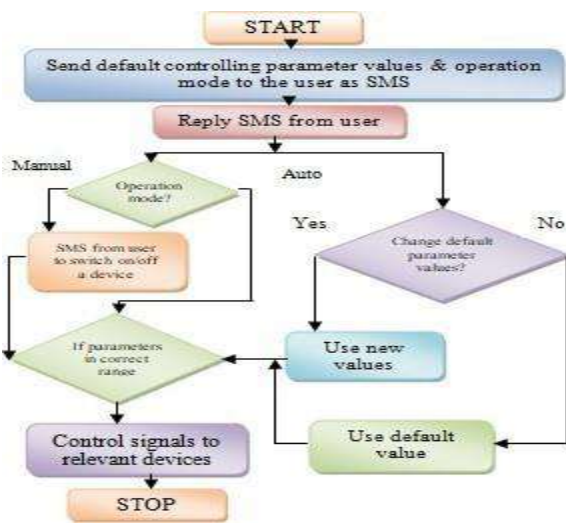 START
Send default controlling parameter values & operation
mode to the user as SMS
Reply SMS from user
Manual
Operation
mode?
Auto
Yes
No
SMS from user
to switch on/off
a device
Change default
parameter
values?
If parameters
in correct
range
Use new
values
Control signals to
relevant devices
Use default
value
STOP